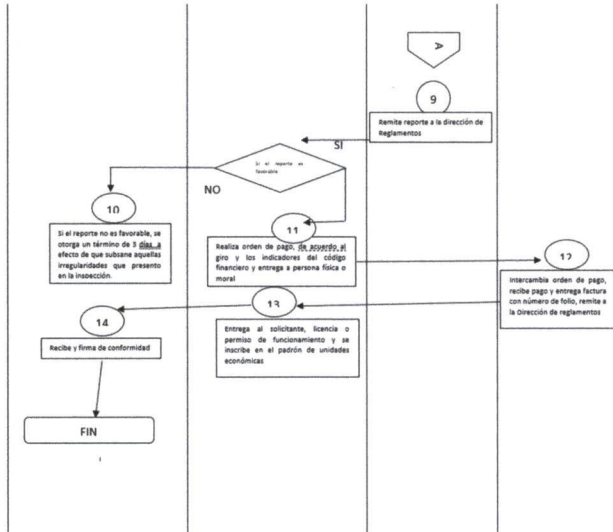 A
9
Remite reporte a la dirección de
Reglamentos
SI
Si el reporte es
favorable
NO
10
Si el reporte no es favorable, se
otorga un término de 3 días, a
efecto de que subsane aquellas
irregularidades que presento
en la inspección.
11
Realiza orden de pago, de acuerdo al
giro y los indicadores del código
financiero y entrega a persona física o
moral
12
Intercambia orden de pago,
recibe pago y entrega factura
con número de folio, remite a
la Dirección de reglamentos
13
Entrega al solicitante, licencia o
permiso de funcionamiento y se
inscribe en el padrón de unidades
económicas
14
Recibe y firma de conformidad
FIN